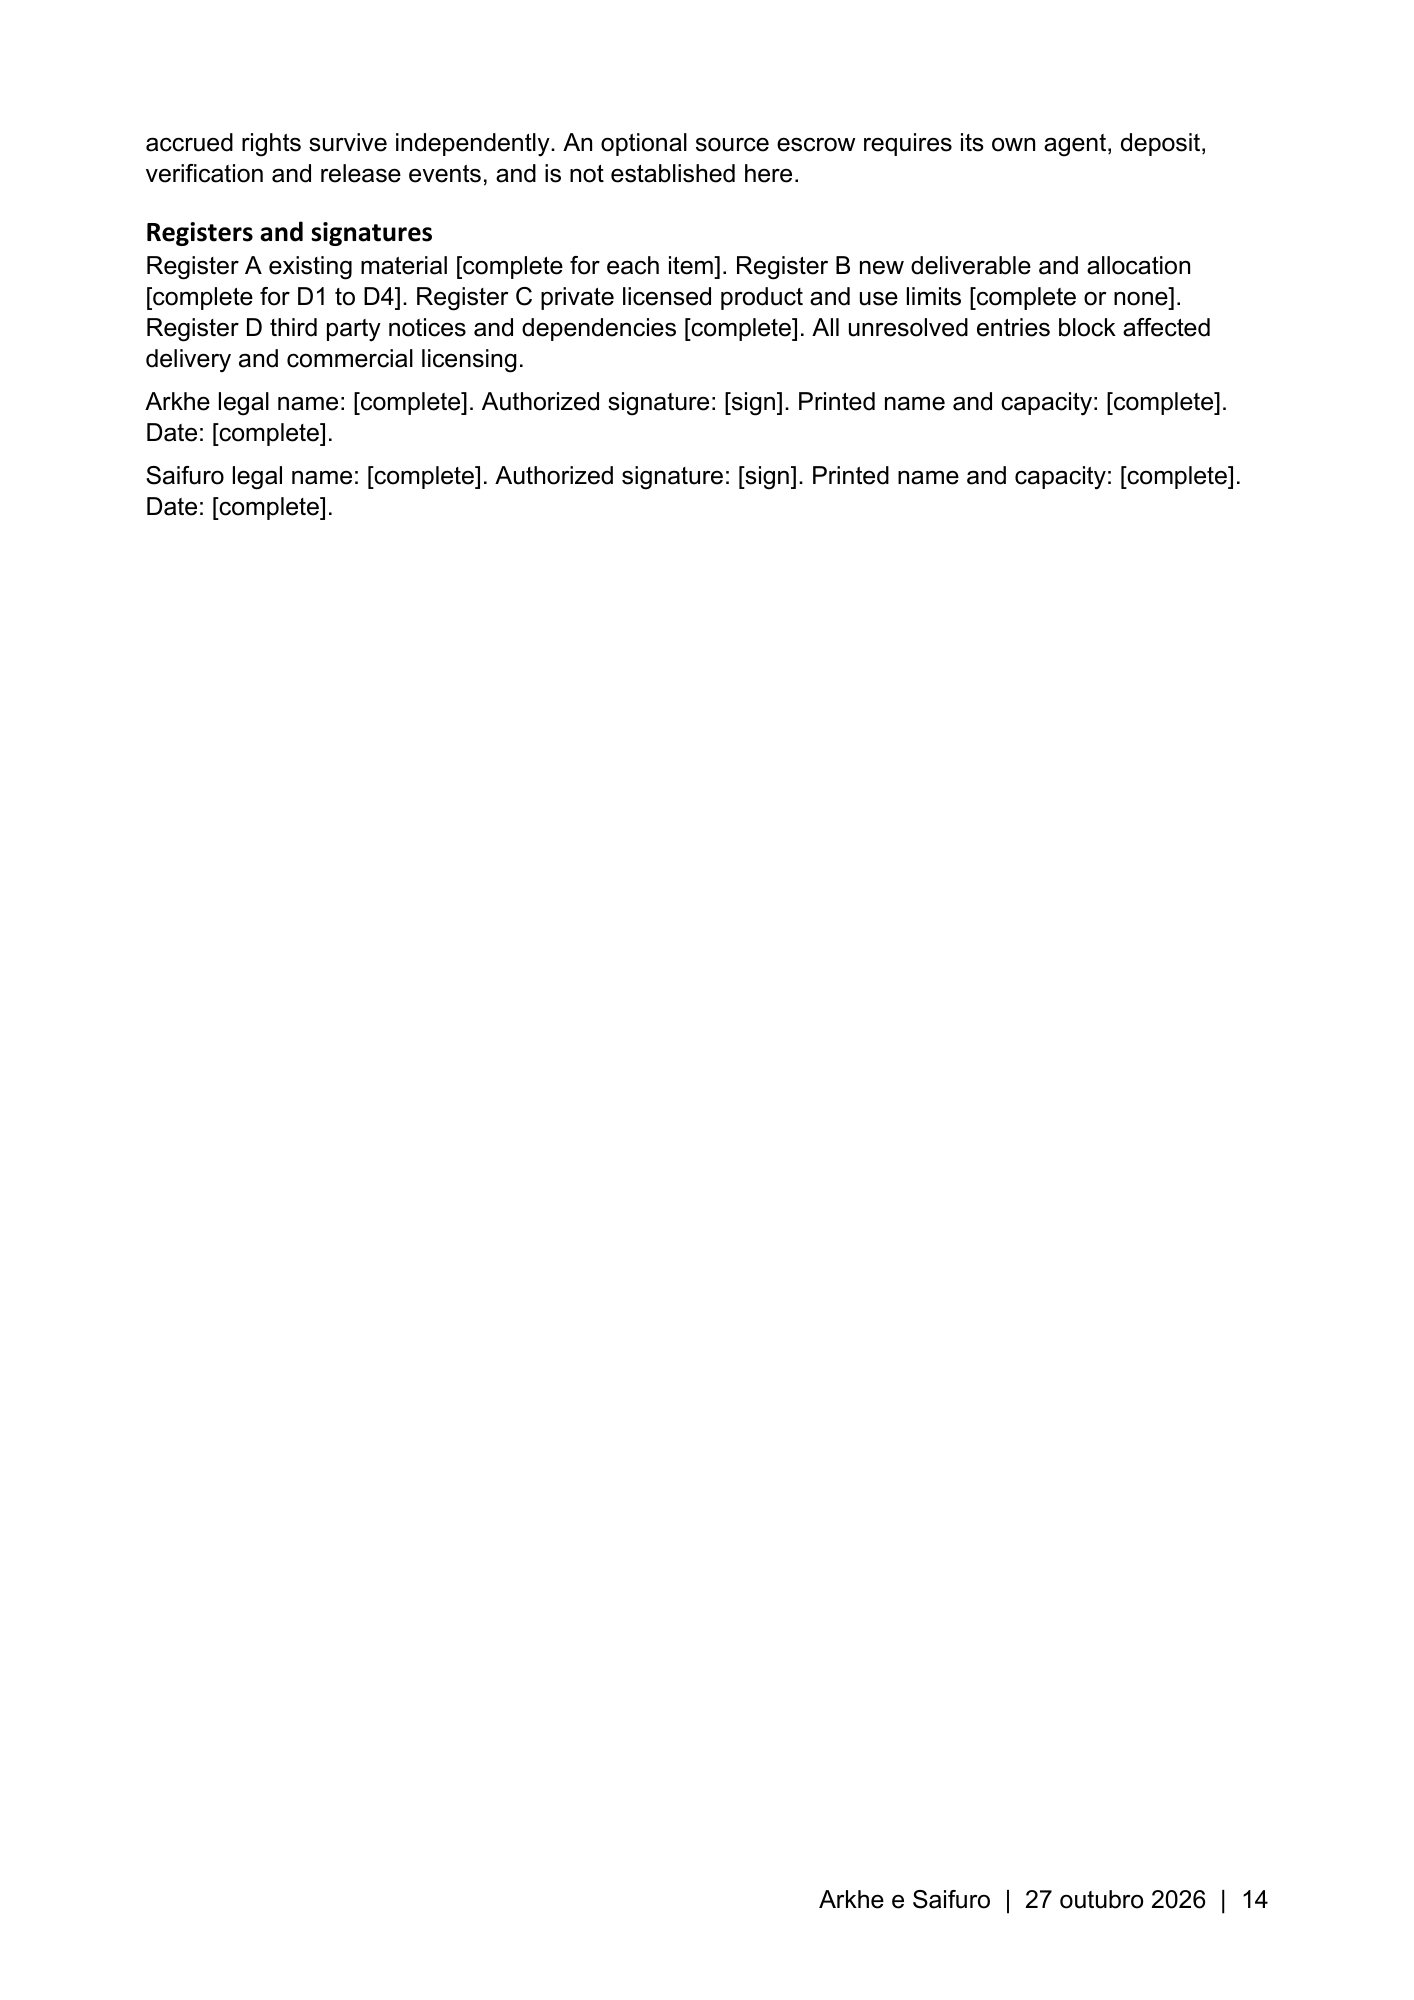 accrued rights survive independently. An optional source escrow requires its own agent, deposit,
verification and release events, and is not established here.
Registers and signatures
Register A existing material [complete for each item]. Register B new deliverable and allocation
[complete for D1 to D4]. Register C private licensed product and use limits [complete or none].
Register D third party notices and dependencies [complete]. All unresolved entries block affected
delivery and commercial licensing.
Arkhe legal name: [complete]. Authorized signature: [sign]. Printed name and capacity: [complete].
Date: [complete].
Saifuro legal name: [complete]. Authorized signature: [sign]. Printed name and capacity: [complete].
Date: [complete].
Arkhe e Saifuro | 27 outubro 2026 | 14